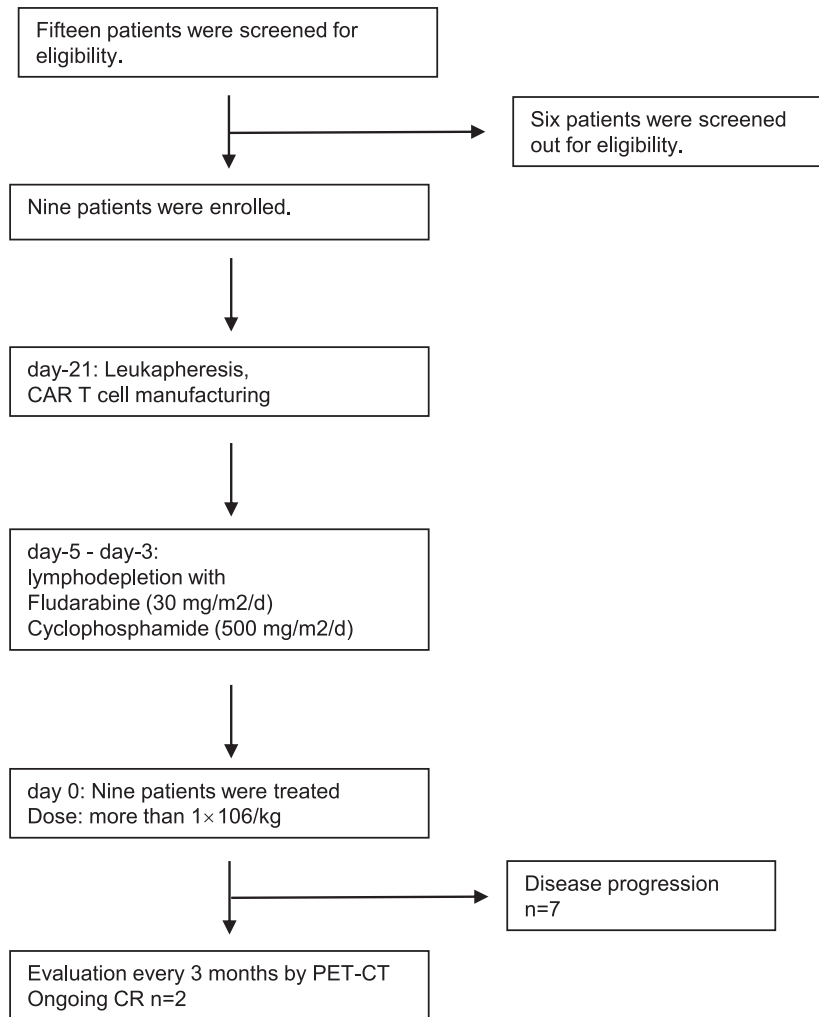 Fifteen patients were screened for
eligibility.
Six patients were screened
out for eligibility.
Nine patients were enrolled.
day-21: Leukapheresis,
CAR T cell manufacturing
day-5 - day-3:
lymphodepletion with
Fludarabine (30 mg/m2/d)
Cyclophosphamide (500 mg/m2/d)
day 0: Nine patients were treated
Dose: more than 1× 106/kg
Disease progression
n=7
Evaluation every 3 months by PET-CT
Ongoing CR n=2